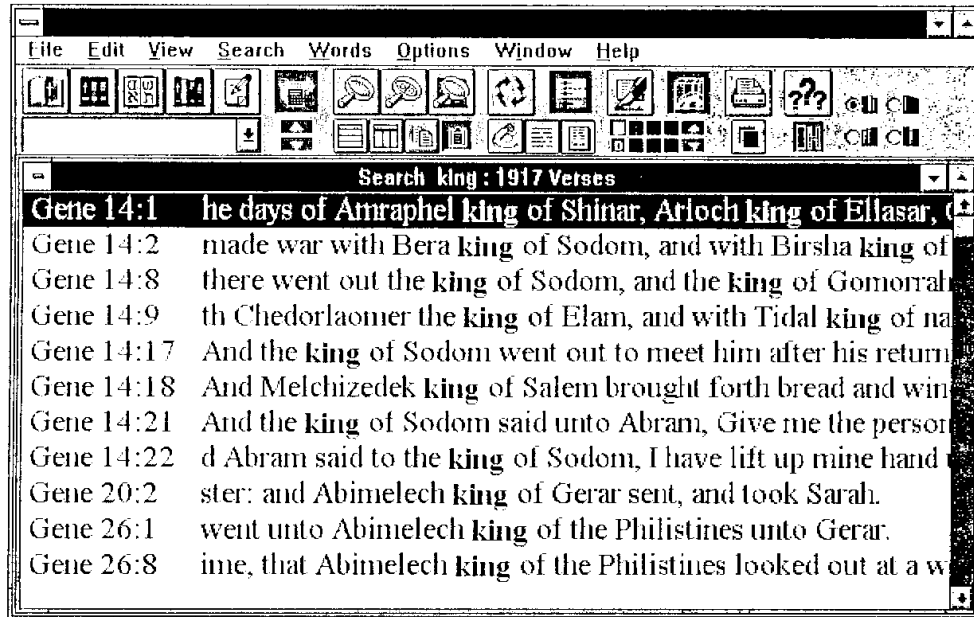 File Edit View Search Words Options Window Help
???
Search king : 1917 Verses
Gene 14:1 he days of Amraphel king of Shinar, Arioch king of Ellasar, C
Gene 14:2 made war with Bera king of Sodom, and with Birsha king of
Gene 14:8 there went out the king of Sodom, and the king of Gomorrah
Gene 14:9 th Chedorlaomer the king of Elam, and with Tidal king of na
Gene 14:17 And the king of Sodom went out to meet him after his return
Gene 14:18 And Melchizedek king of Salem brought forth bread and win
Gene 14:21 And the king of Sodom said unto Abram, Give me the person
Gene 14:22 d Abram said to the king of Sodom, I have lift up mine hand u
Gene 20:2 ster: and Abimelech king of Gerar sent, and took Sarah.
Gene 26:1 went unto Abimelech king of the Philistines unto Gerar.
Gene 26:8 ime, that Abimelech king of the Philistines looked out at a w